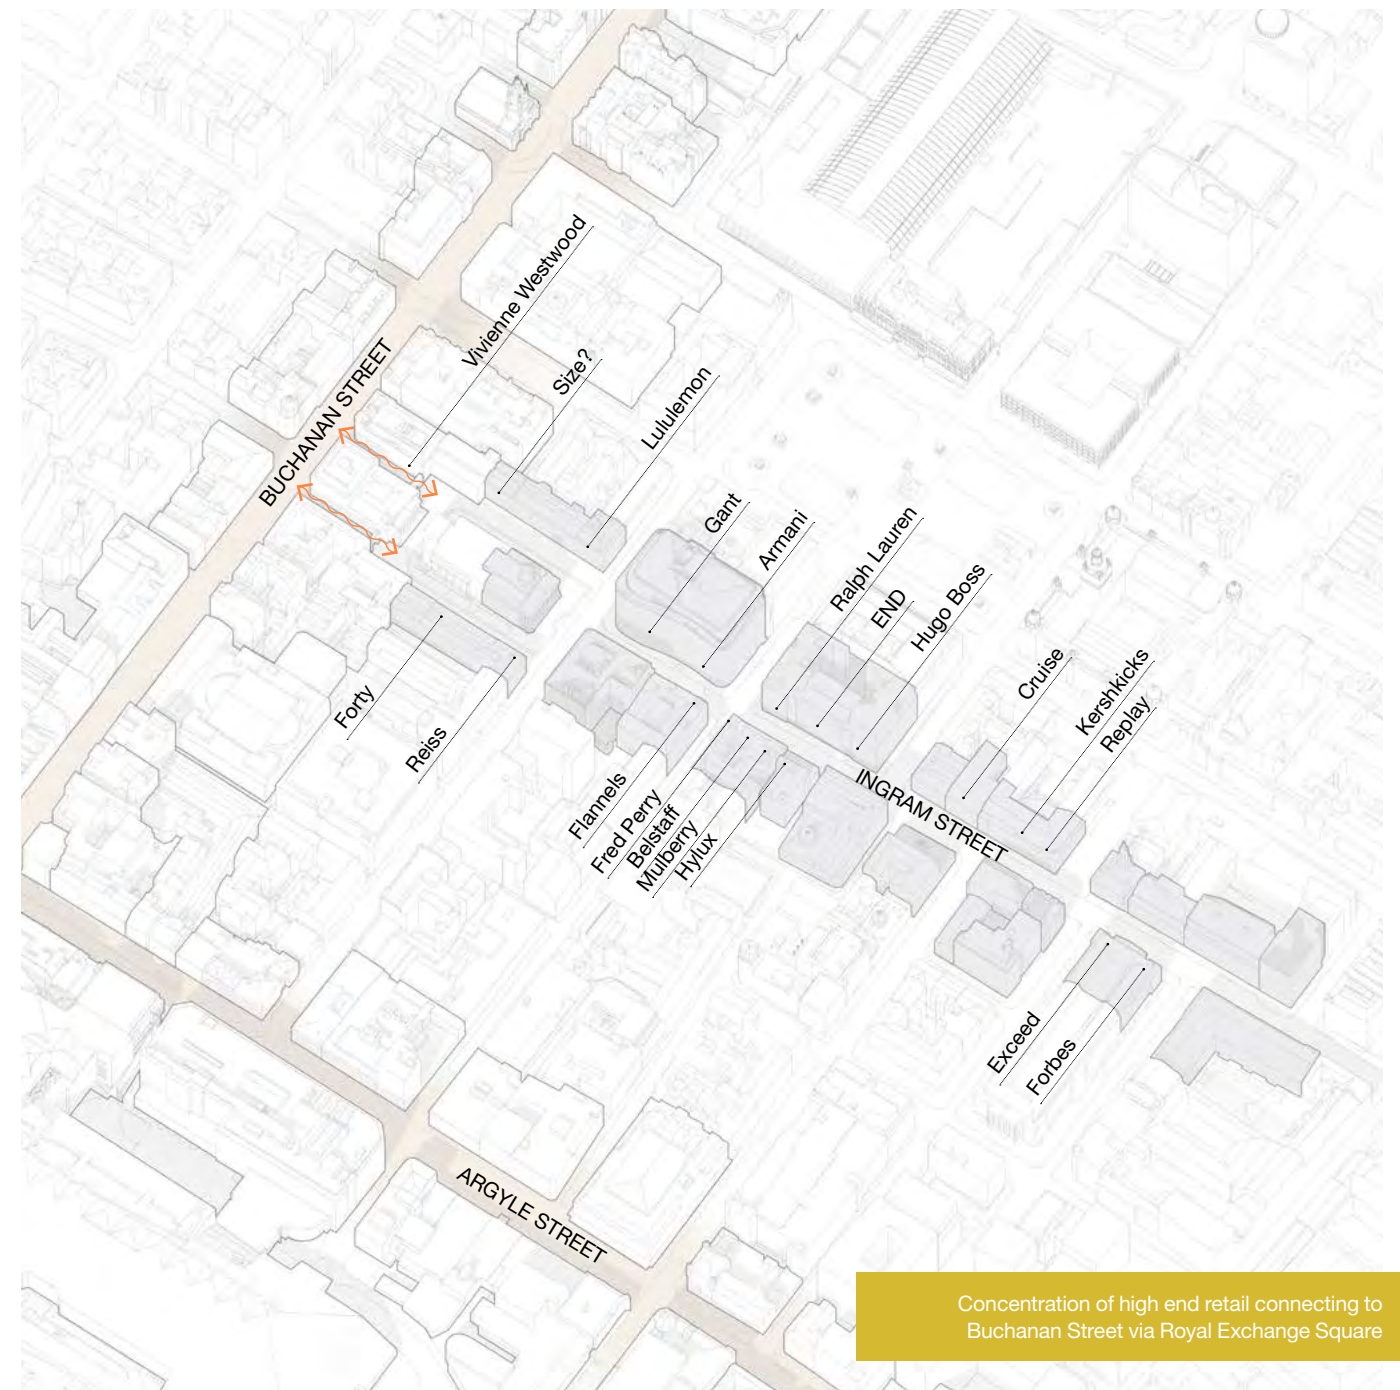 Vivienne Westwood
Size?
Lululemon
BUCHANAN STREET
Gant
Armani
Ralph Lauren
END
Hugo Boss
Cruise
Kershkicks
Replay
Forty
Reiss
Flannels
Fred Perry
Belstaff
Mulberry
Hylux
INGRAM STREET
Exceed
Forbes
ARGYLE STREET
Concentration of high end retail connecting to
Buchanan Street via Royal Exchange Square